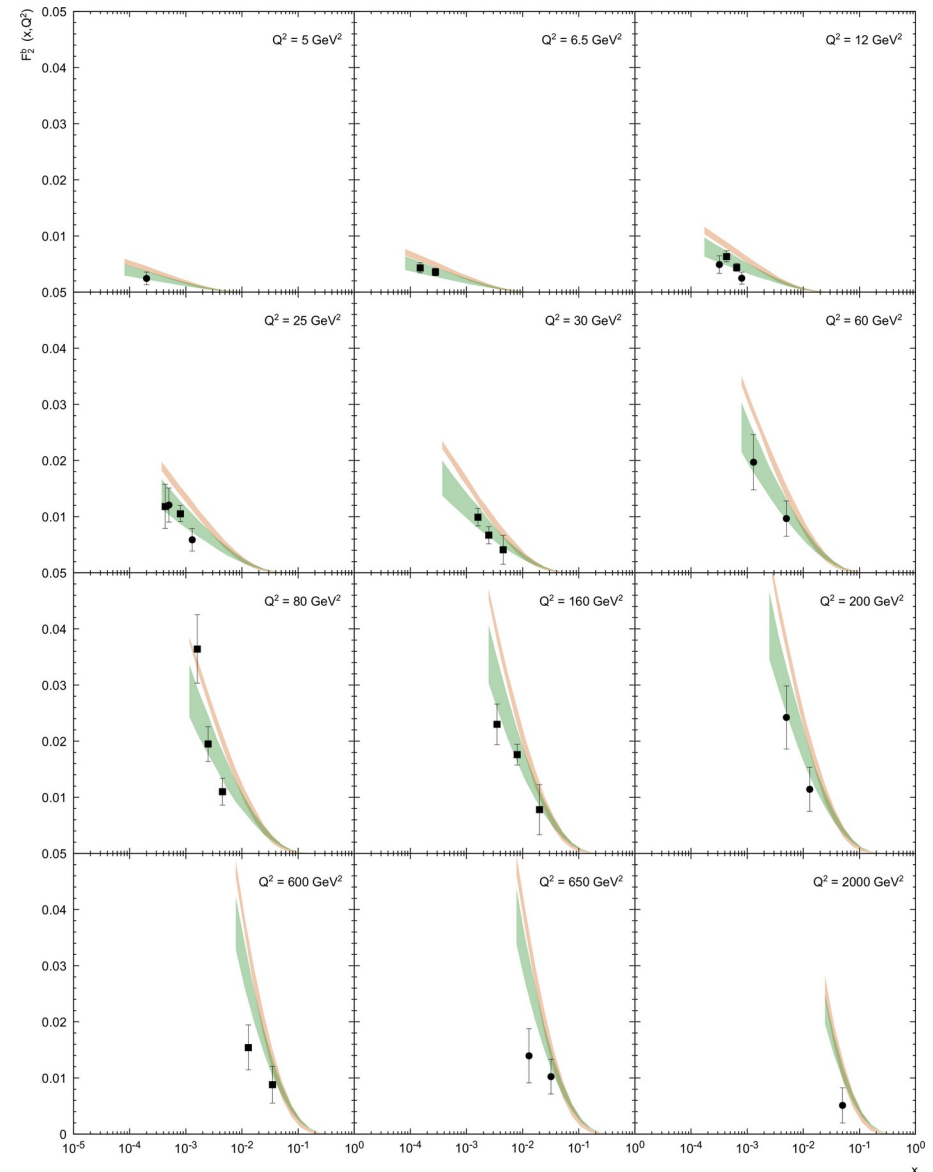 F₂ᵇ (x,Q²)
0.05
Q² = 5 GeV²
Q² = 6.5 GeV²
Q² = 12 GeV²
0.04
0.03
0.02
0.01
0.05
Q² = 25 GeV²
Q² = 30 GeV²
Q² = 60 GeV²
0.04
0.03
0.02
0.01
0.05
Q² = 80 GeV²
Q² = 160 GeV²
Q² = 200 GeV²
0.04
0.03
0.02
0.01
0.05
Q² = 600 GeV²
Q² = 650 GeV²
Q² = 2000 GeV²
0.04
0.03
0.02
0.01
0
10⁻⁵ 10⁻⁴ 10⁻³ 10⁻² 10⁻¹ 10⁰ 10⁻⁴ 10⁻³ 10⁻² 10⁻¹ 10⁰ 10⁻⁴ 10⁻³ 10⁻² 10⁻¹ 10⁰
x